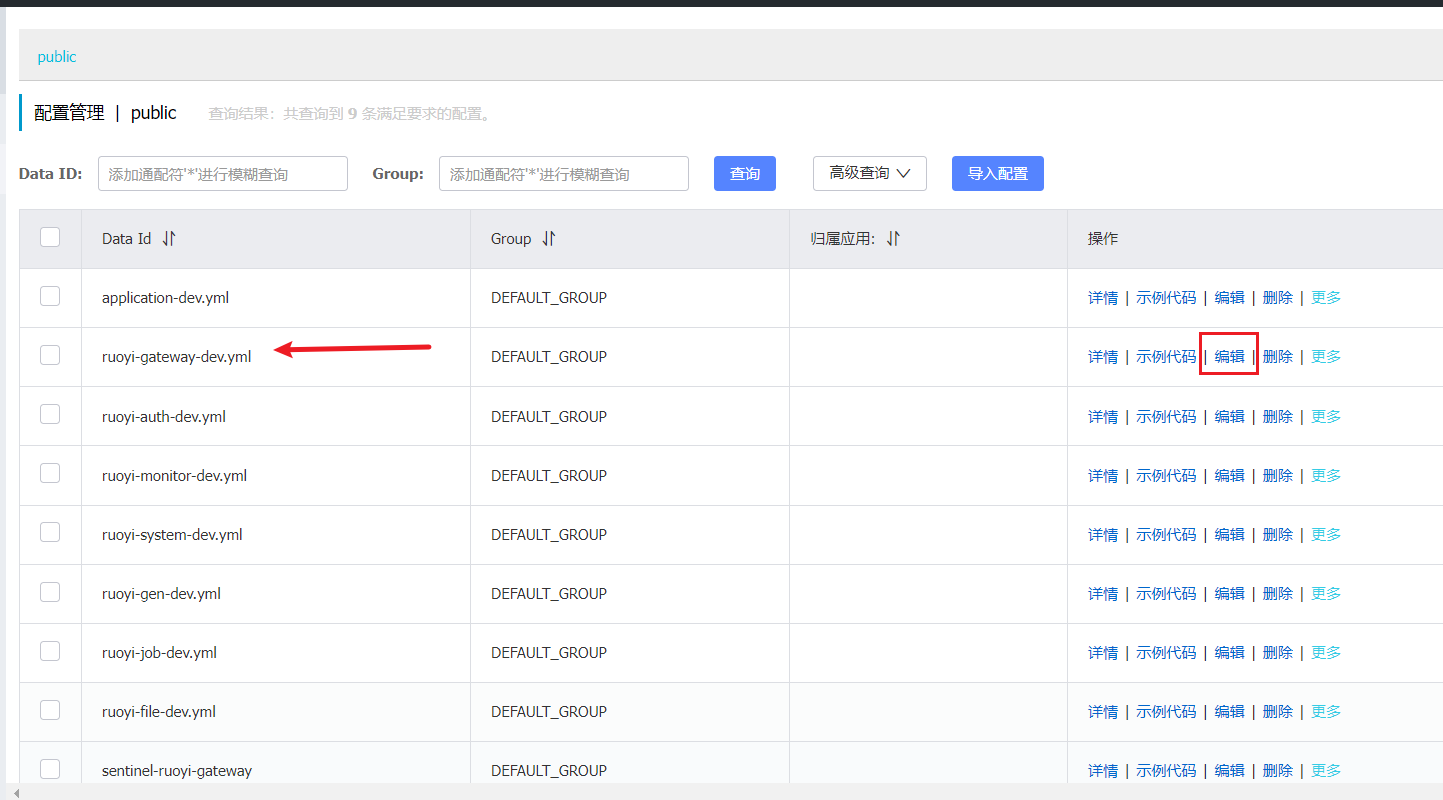 public
配置管理 | public 查询结果：共查询到 9 条满足要求的配置。
Data ID: 添加通配符'*'进行模糊查询 Group: 添加通配符'*'进行模糊查询 查询 高级查询 导入配置
Data Id Group 归属应用: 操作
application-dev.yml DEFAULT_GROUP 详情 | 示例代码 | 编辑 | 删除 | 更多
ruoyi-gateway-dev.yml DEFAULT_GROUP 详情 | 示例代码 | 编辑 | 删除 | 更多
ruoyi-auth-dev.yml DEFAULT_GROUP 详情 | 示例代码 | 编辑 | 删除 | 更多
ruoyi-monitor-dev.yml DEFAULT_GROUP 详情 | 示例代码 | 编辑 | 删除 | 更多
ruoyi-system-dev.yml DEFAULT_GROUP 详情 | 示例代码 | 编辑 | 删除 | 更多
ruoyi-gen-dev.yml DEFAULT_GROUP 详情 | 示例代码 | 编辑 | 删除 | 更多
ruoyi-job-dev.yml DEFAULT_GROUP 详情 | 示例代码 | 编辑 | 删除 | 更多
ruoyi-file-dev.yml DEFAULT_GROUP 详情 | 示例代码 | 编辑 | 删除 | 更多
sentinel-ruoyi-gateway DEFAULT_GROUP 详情 | 示例代码 | 编辑 | 删除 | 更多